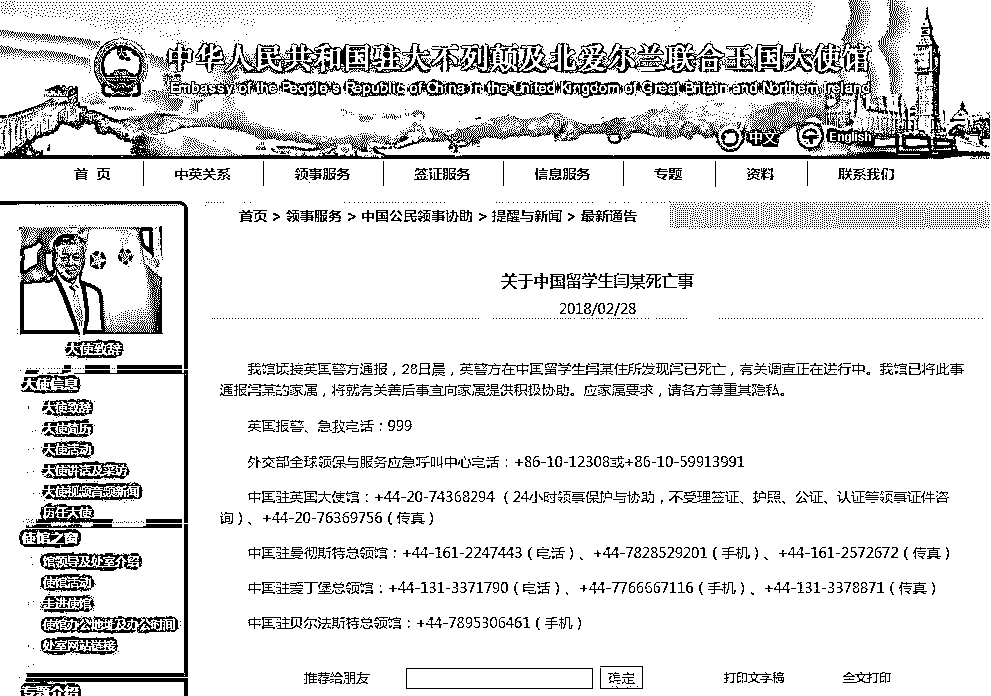 中华人民共和国驻大不列颠及北爱尔兰联合王国大使馆
Embassy of the People's Republic of China in the United Kingdom of Great Britain and Northern Ireland
中文 English
首 页 中英关系 领事服务 签证服务 信息服务 专题 资料 联系我们
首页 > 领事服务 > 中国公民领事协助 > 提醒与新闻 > 最新通告
大使致辞
大使信息
大使致辞
大使简历
大使活动
大使讲话及采访
大使视频音频新闻
历任大使
使馆之窗
馆领导及处室介绍
使馆活动
走进使馆
使馆办公地址及办公时间
处室网站链接
专题介绍
关于中国留学生闫某死亡事
2018/02/28
我馆顷接英国警方通报，28日晨，英警方在中国留学生闫某住所发现闫已死亡，有关调查正在进行中。我馆已将此事
通报闫某的家属，将就有关善后事宜向家属提供积极协助。应家属要求，请各方尊重其隐私。
英国报警、急救电话：999
外交部全球领保与服务应急呼叫中心电话：+86-10-12308或+86-10-59913991
中国驻英国大使馆：+44-20-74368294 （ 24小时领事保护与协助，不受理签证、护照、公证、认证等领事证件咨
询 ）、+44-20-76369756 ( 传真 )
中国驻曼彻斯特总领馆：+44-161-2247443 ( 电话 ) 、+44-7828529201 ( 手机 ) 、+44-161-2572672 ( 传真 )
中国驻爱丁堡总领馆：+44-131-3371790 ( 电话 ) 、+44-7766667116 ( 手机 ) 、+44-131-3378871 ( 传真 )
中国驻贝尔法斯特总领馆：+44-7895306461 ( 手机 )
推荐给朋友 确定 打印文字稿 全文打印